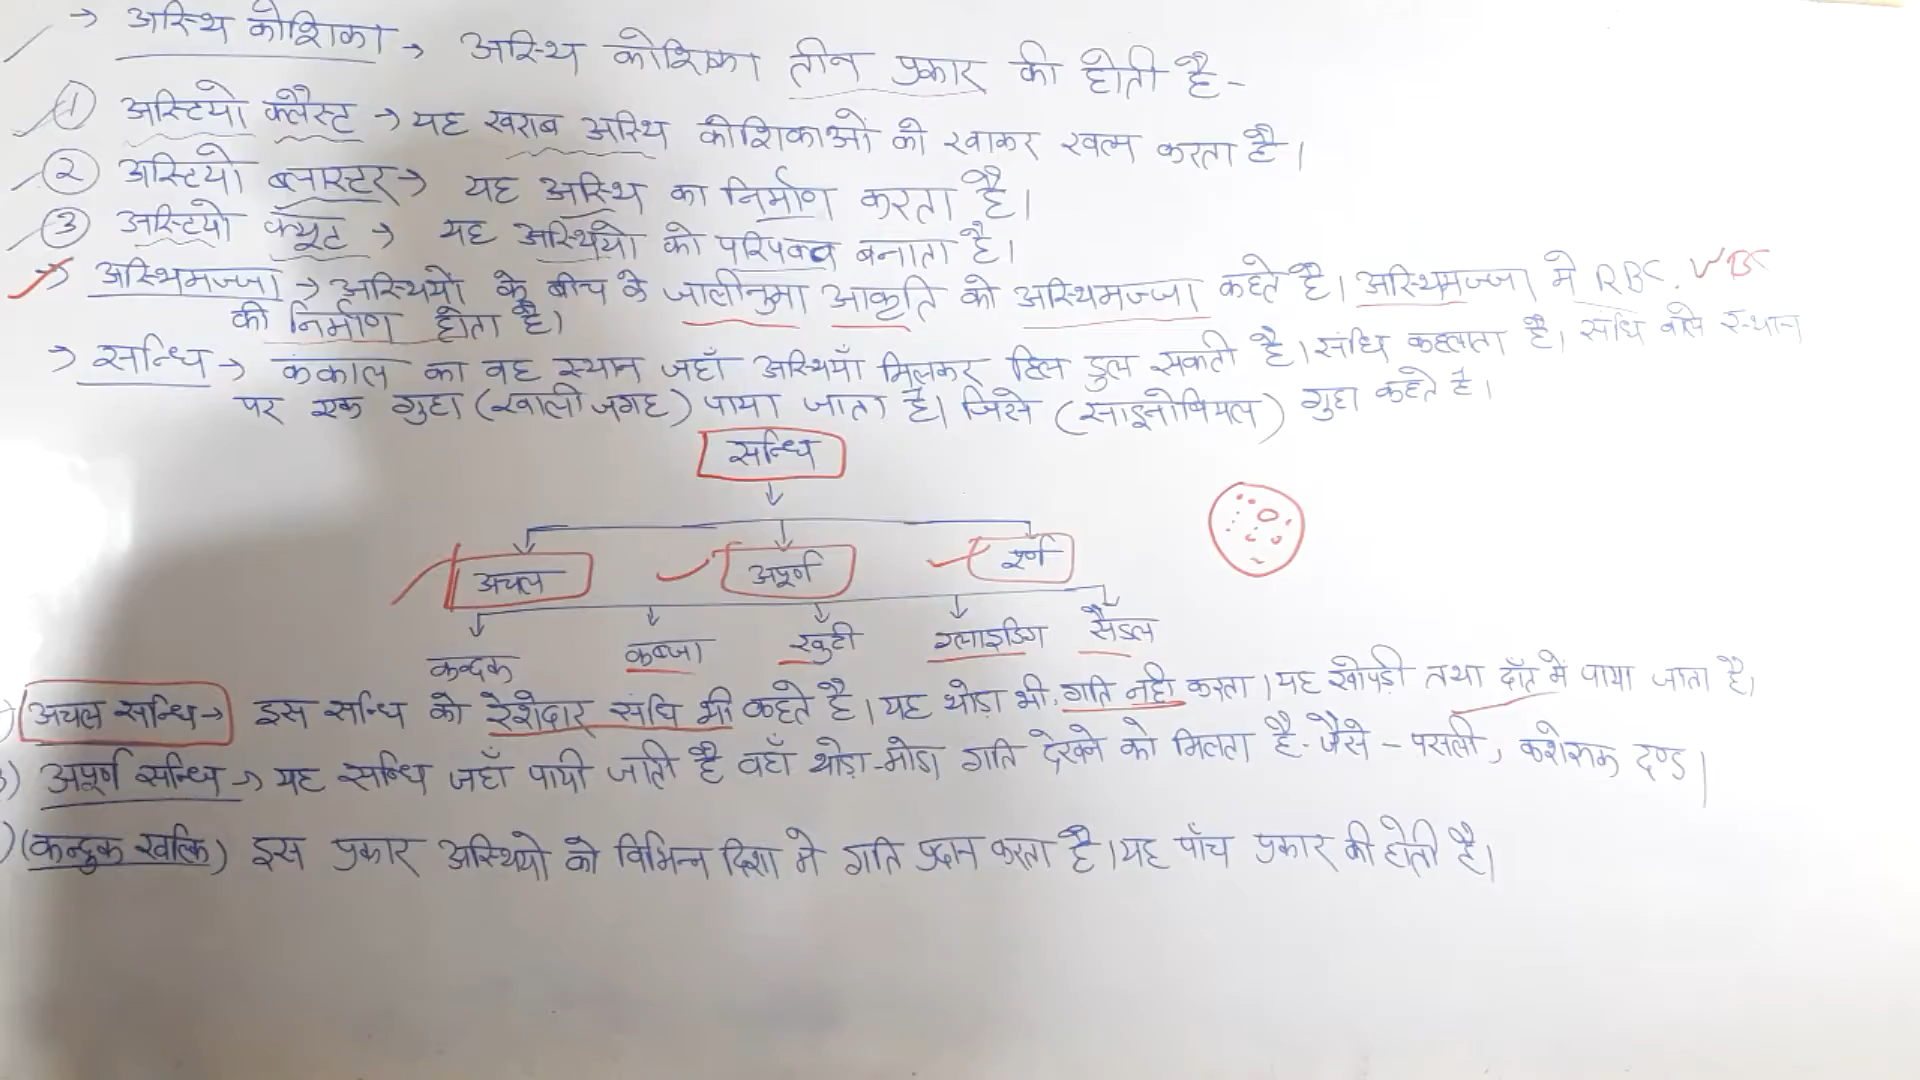 → अस्थि कोशिका → अस्थि कोशिका तीन प्रकार की होती है-
① अस्टियो क्लैस्ट → यह खराब अस्थि कोशिकाओं को खाकर खत्म करता है।
② अस्टियो ब्लास्टर → यह अस्थि का निर्माण करता है।
③ अस्टियो क्यूट → यह अस्थियो को परिपक्व बनाता है।
→ अस्थिमज्जा → अस्थियों के बीच के जालीनुमा आकृति को अस्थिमज्जा कहते है। अस्थिमज्जा मे RBC. WBC
की निर्माण होता है।
→ सन्धि → कंकाल का वह स्थान जहाँ अस्थियाँ मिलकर हिल डुल सकती है। संधि कहलाता है। संधि वाले स्थान
पर एक गुहा (खाली जगह) पाया जाता है। जिसे (साइनोवियल) गुहा कहते है।
सन्धि
अचल अपूर्ण पूर्ण
कन्दुक कब्जा खुटी ग्लाइडिंग सैडल
अचल सन्धि → इस सन्धि को रेशेदार संधि भी कहते है। यह थोड़ा भी गति नही करता। यह खोपड़ी तथा दाँत में पाया जाता है।
) अपूर्ण सन्धि → यह सन्धि जहाँ पायी जाती है वहाँ थोड़ा-मोड़ा गति देखने को मिलता है- जैसे - पसली, कशेरूक दण्ड।
) (कन्दुक खल्लि) इस प्रकार अस्थियो को विभिन्न दिशा मे गति प्रदान करता है। यह पाँच प्रकार की होती है।